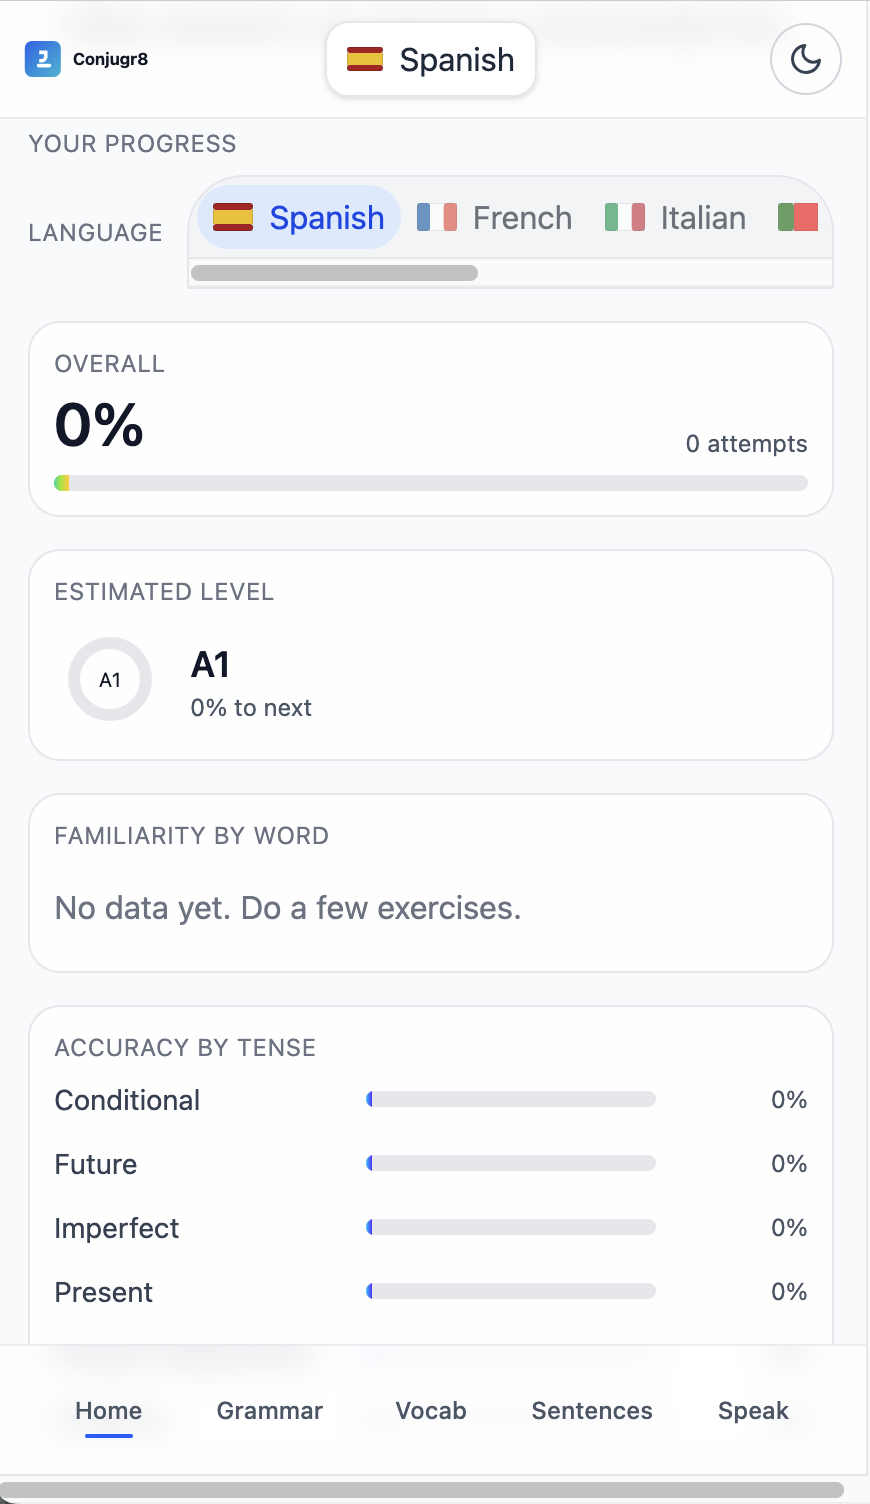 Conjugr8
Spanish
YOUR PROGRESS
LANGUAGE
Spanish
French
Italian
OVERALL
0%
0 attempts
ESTIMATED LEVEL
A1
A1
0% to next
FAMILIARITY BY WORD
No data yet. Do a few exercises.
ACCURACY BY TENSE
Conditional 0%
Future 0%
Imperfect 0%
Present 0%
Home Grammar Vocab Sentences Speak